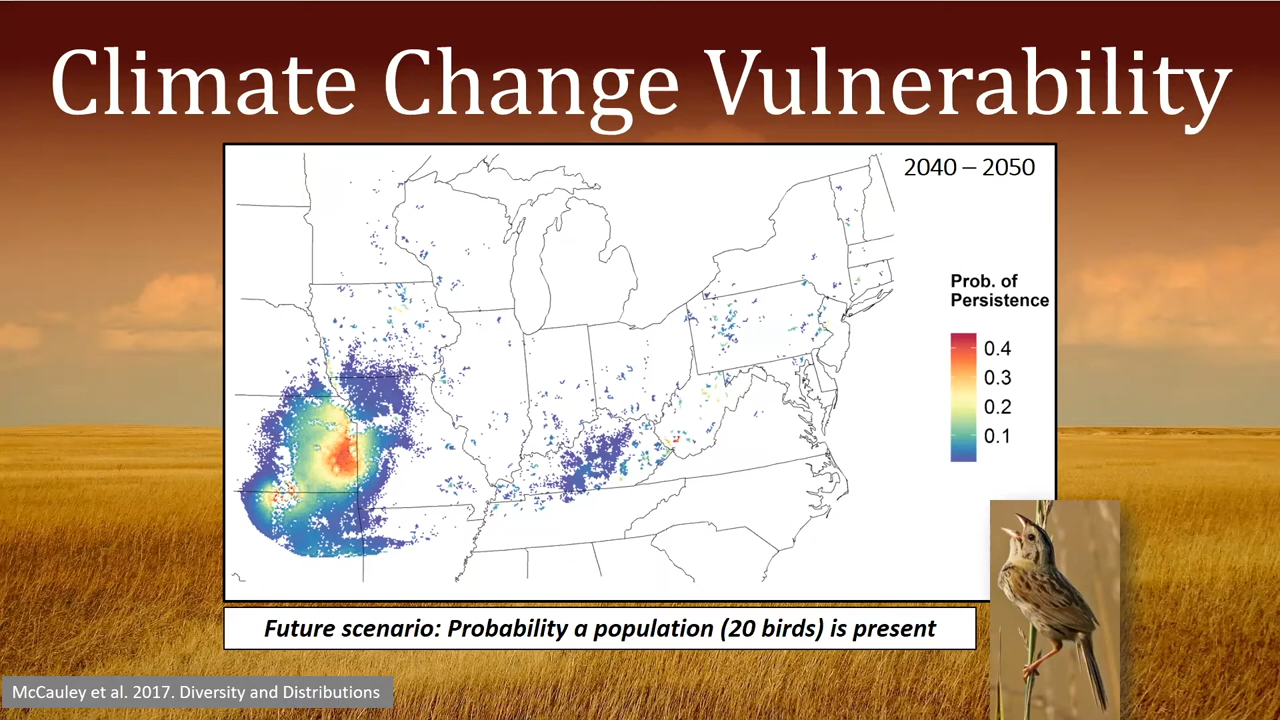 Climate Change Vulnerability
2040 – 2050
Prob. of
Persistence
0.4
0.3
0.2
0.1
Future scenario: Probability a population (20 birds) is present
McCauley et al. 2017. Diversity and Distributions